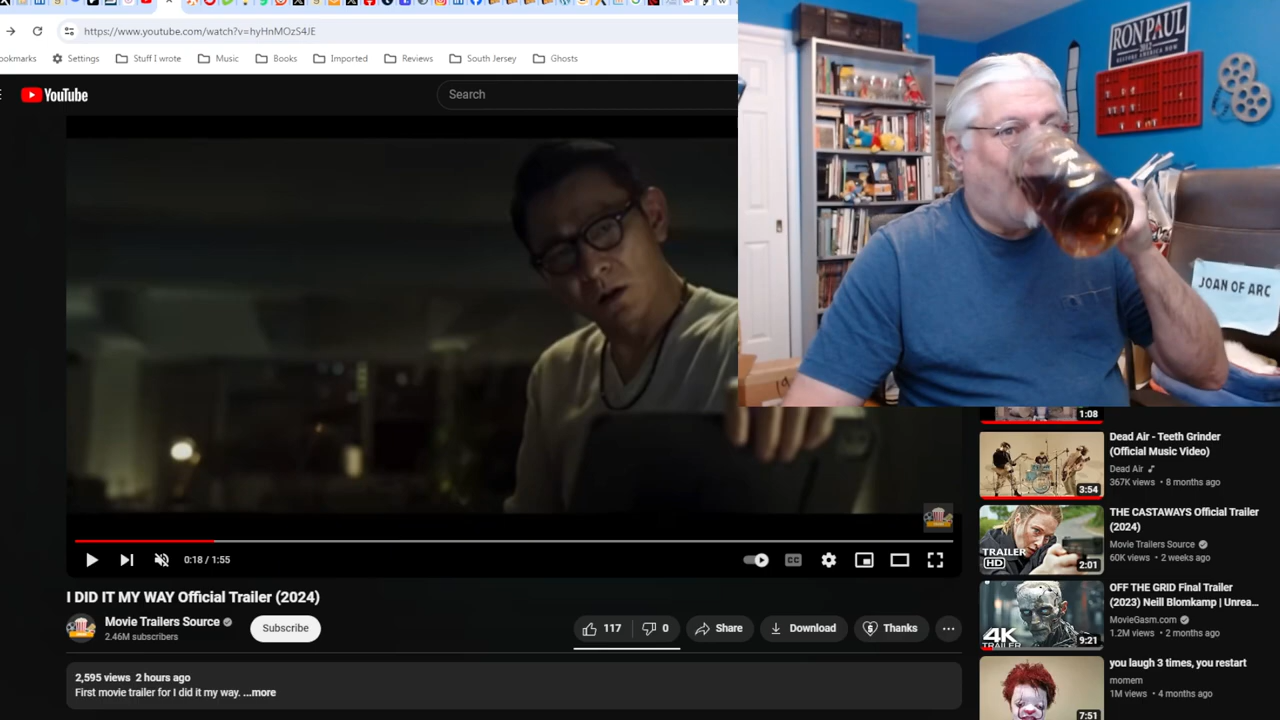 https://www.youtube.com/watch?v=hyHnMOzS4JE
ookmarks
Settings
Stuff I wrote
Music
Books
Imported
Reviews
South Jersey
Ghosts
YouTube
Search
RON PAUL
2012
RESTORE AMERICA NOW
JOAN OF ARC
0:18 / 1:55
CC
I DID IT MY WAY Official Trailer (2024)
Movie Trailers Source
2.46M subscribers
Subscribe
117
0
Share
Download
Thanks
2,595 views 2 hours ago
First movie trailer for I did it my way. ...more
1:08
Dead Air - Teeth Grinder
(Official Music Video)
Dead Air
367K views • 8 months ago
3:54
THE CASTAWAYS Official Trailer
(2024)
Movie Trailers Source
60K views • 2 weeks ago
TRAILER
HD
2:01
OFF THE GRID Final Trailer
(2023) Neill Blomkamp | Unrea...
MovieGasm.com
1.2M views • 2 months ago
4K
TRAILER
9:21
you laugh 3 times, you restart
momem
1M views • 4 months ago
7:51